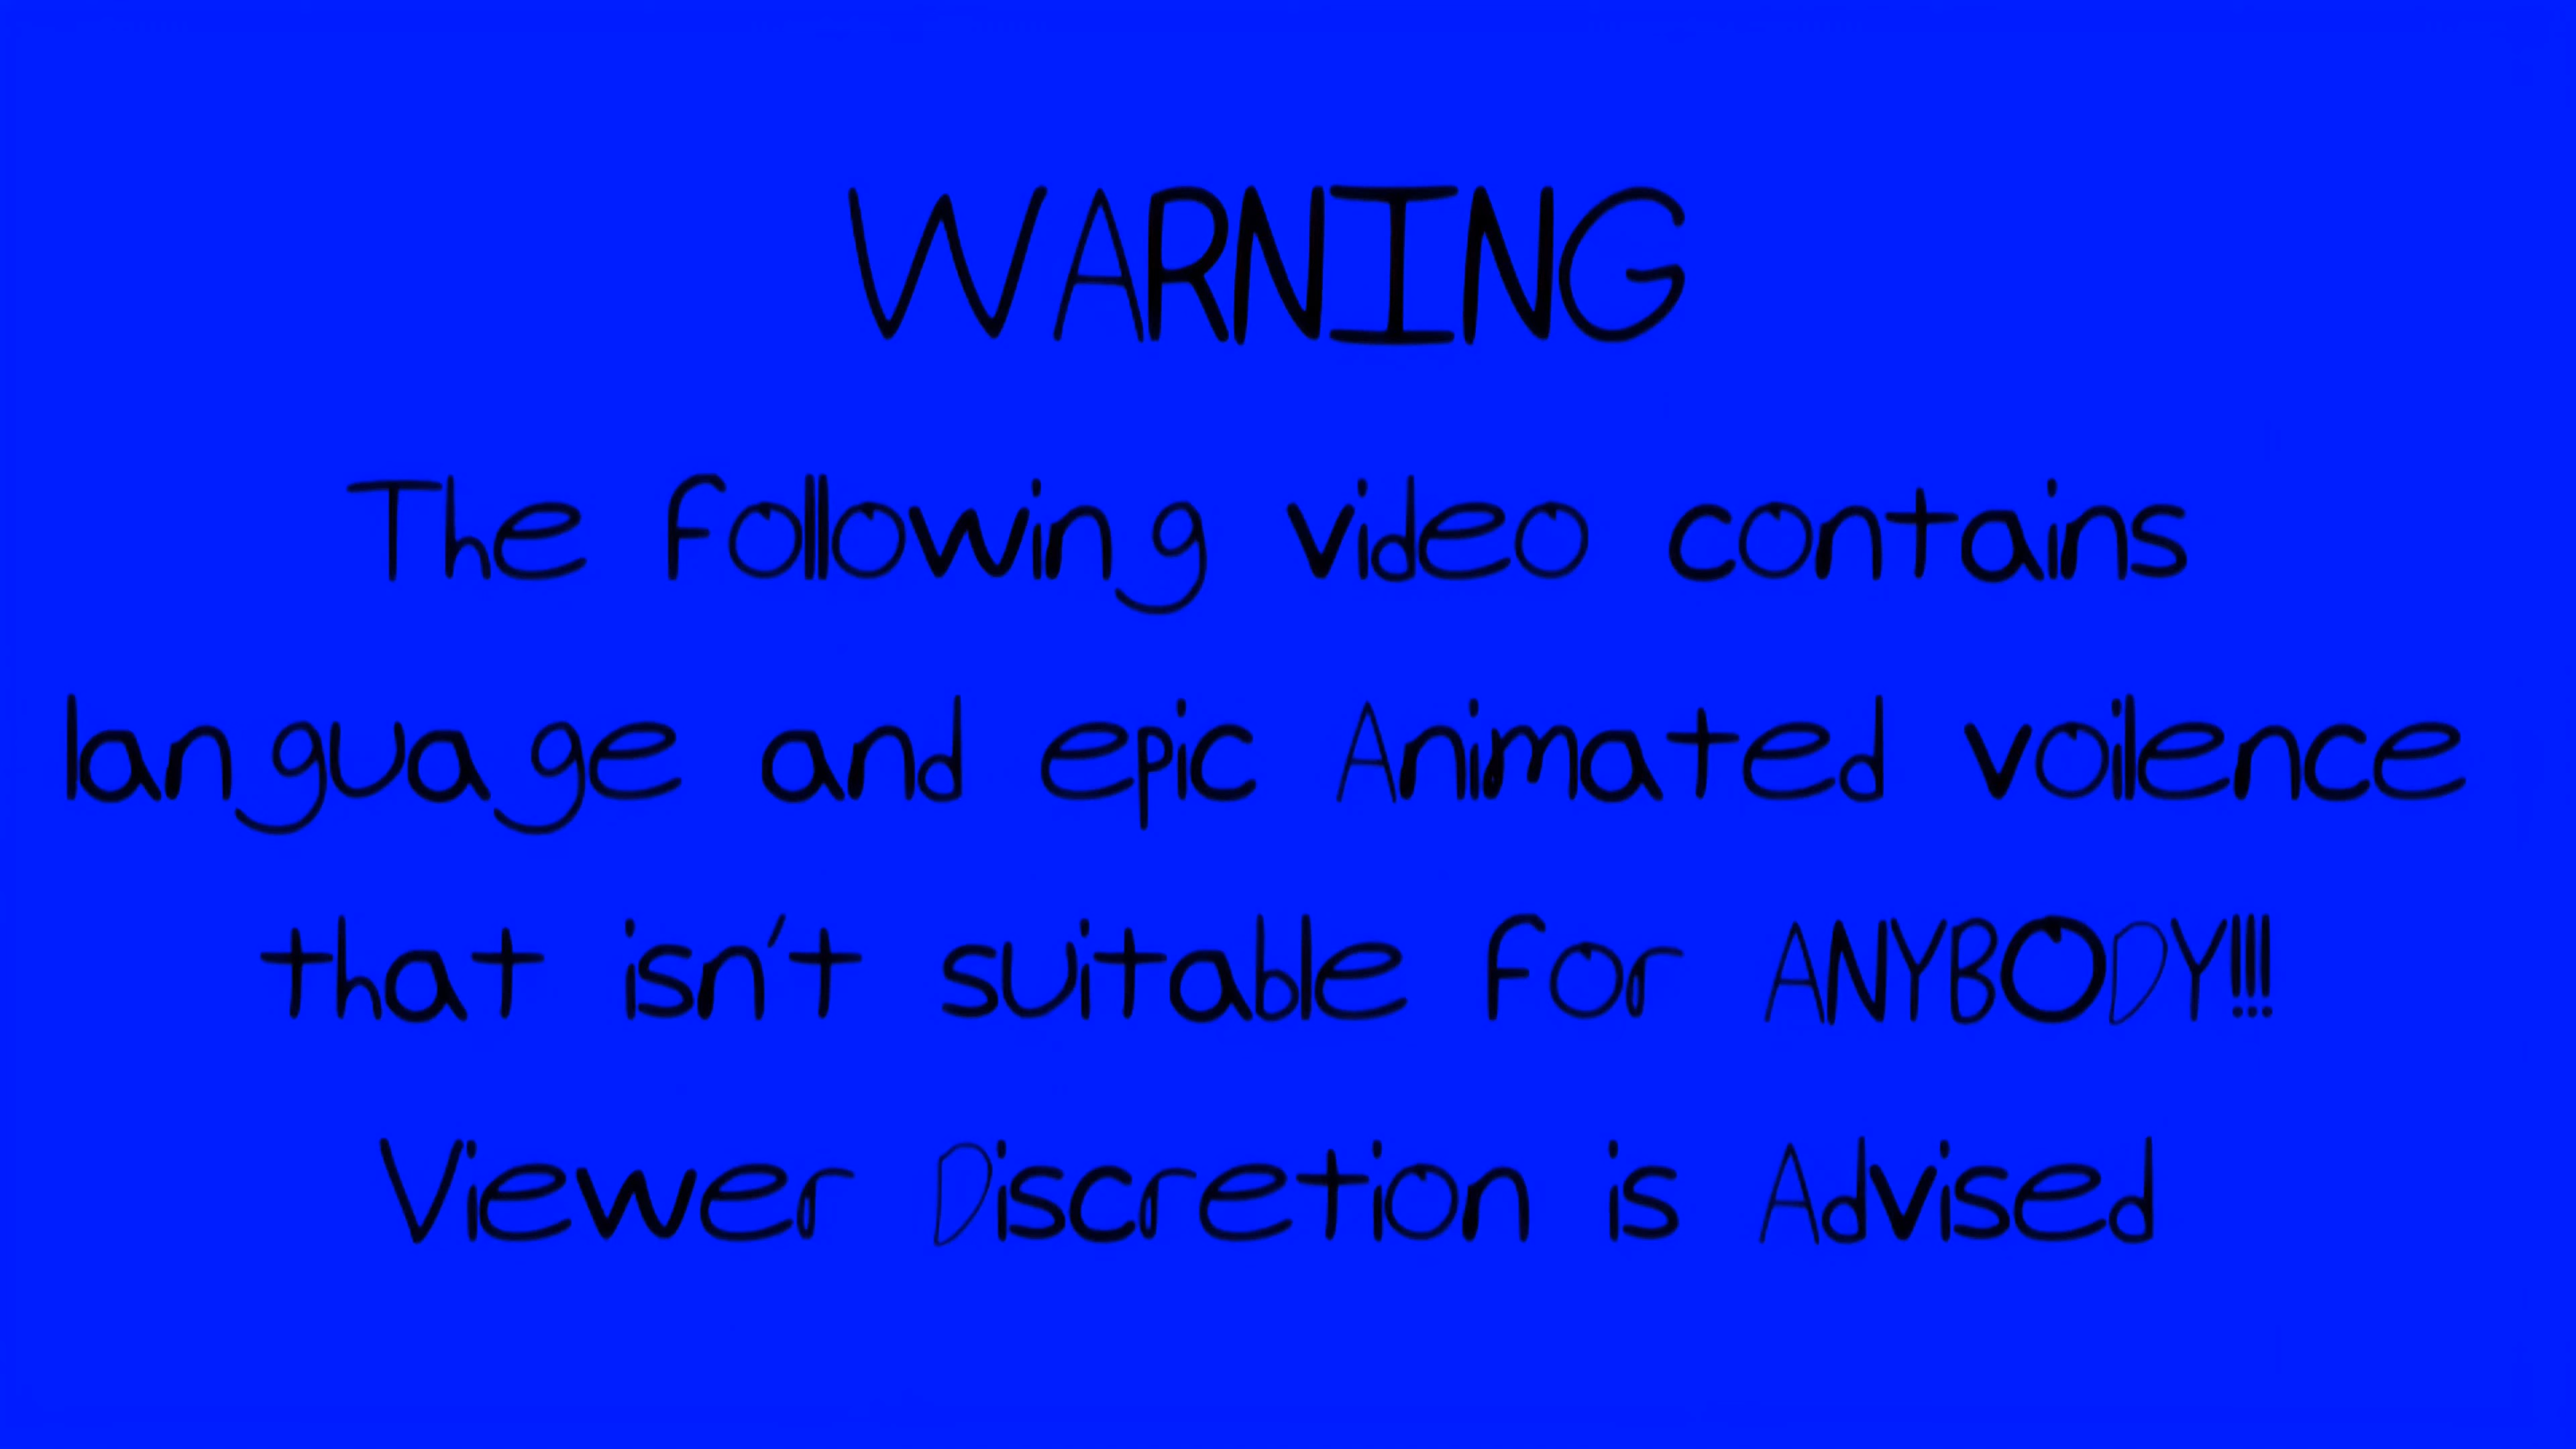 WARNING
The following video contains
language and epic Animated voilence
that isn't suitable for ANYBODY!!!
Viewer Discretion is Advised